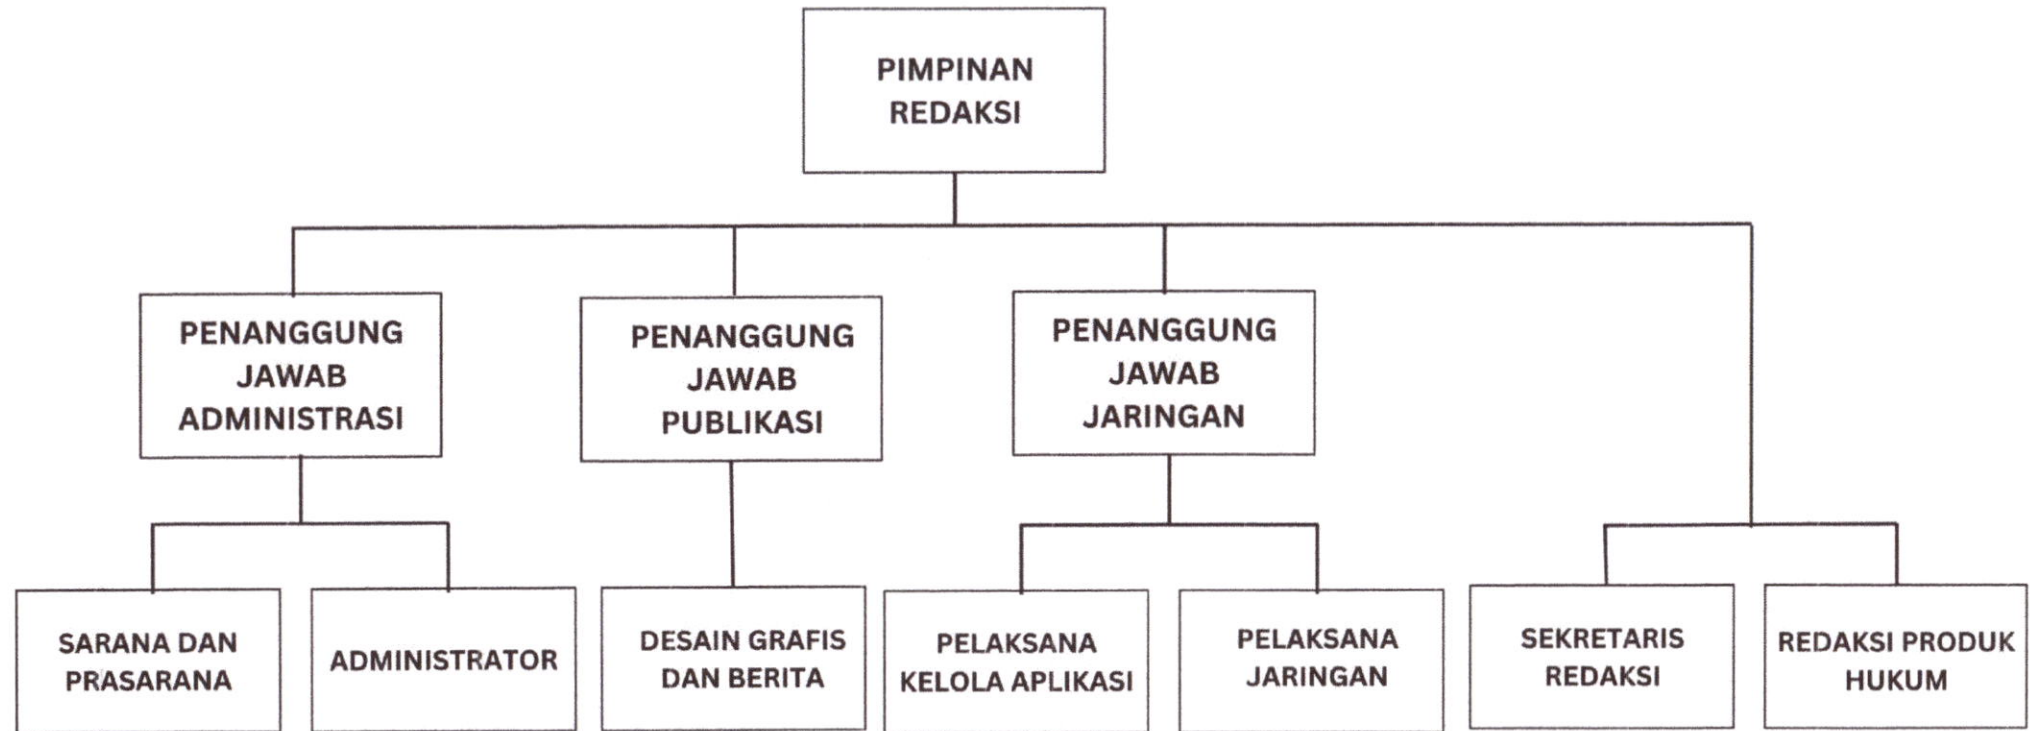 PIMPINAN
REDAKSI
PENANGGUNG
JAWAB
ADMINISTRASI
PENANGGUNG
JAWAB
PUBLIKASI
PENANGGUNG
JAWAB
JARINGAN
SARANA DAN
PRASARANA
ADMINISTRATOR
DESAIN GRAFIS
DAN BERITA
PELAKSANA
KELOLA APLIKASI
PELAKSANA
JARINGAN
SEKRETARIS
REDAKSI
REDAKSI PRODUK
HUKUM